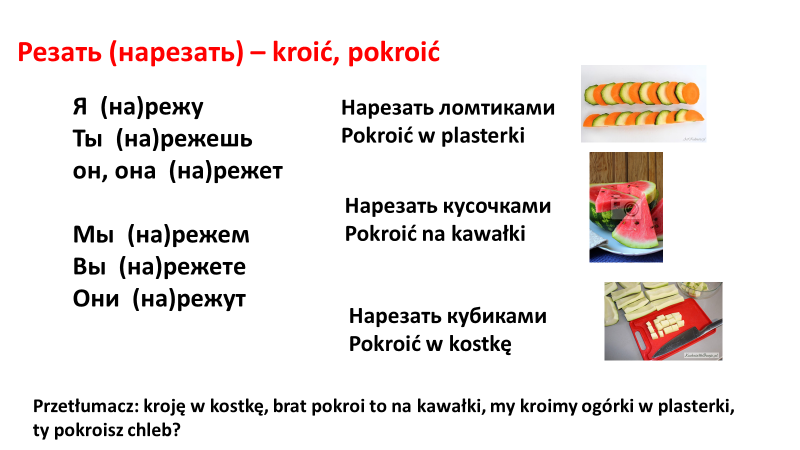 Резать (нарезать) – kroić, pokroić
Я (на)режу
Ты (на)режешь
он, она (на)режет
Мы (на)режем
Вы (на)режете
Они (на)режут
Нарезать ломтиками
Pokroić w plasterki
Нарезать кусочками
Pokroić na kawałki
Нарезать кубиками
Pokroić w kostkę
Przetłumacz: kroję w kostkę, brat pokroi to na kawałki, my kroimy ogórki w plasterki,
ty pokroisz chleb?